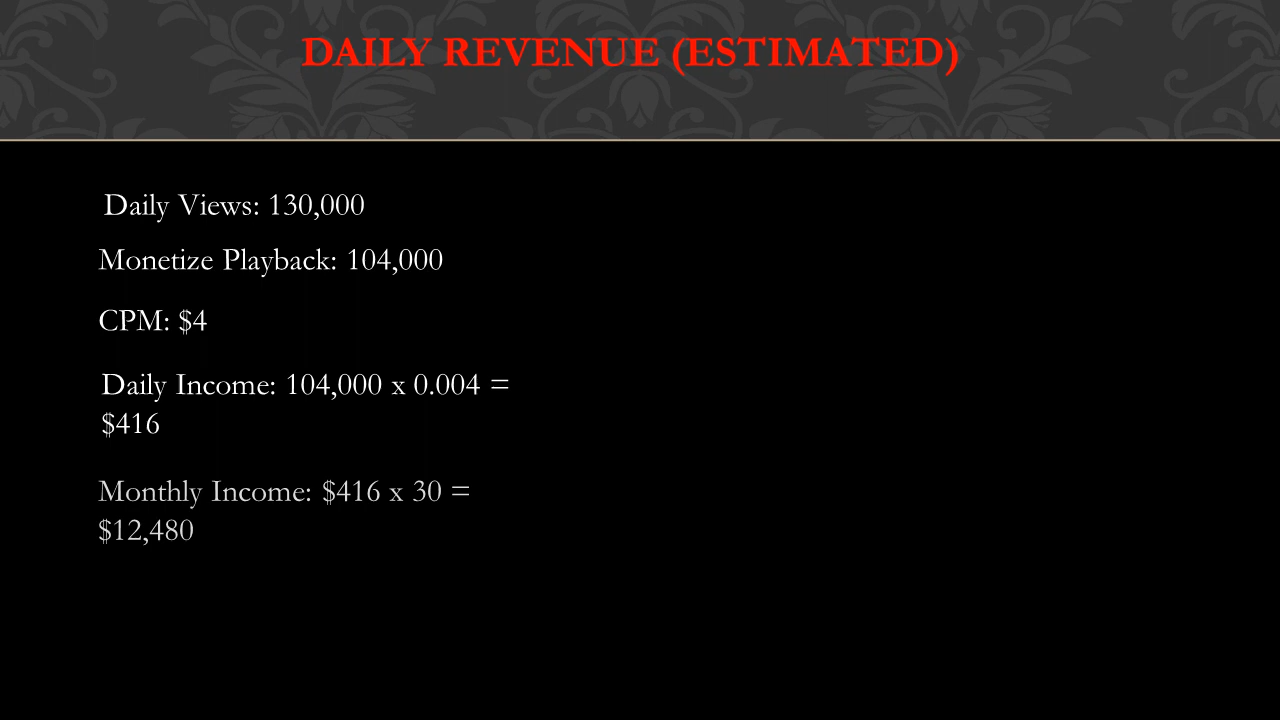 DAILY REVENUE (ESTIMATED)
Daily Views: 130,000
Monetize Playback: 104,000
CPM: $4
Daily Income: 104,000 x 0.004 =
$416
Monthly Income: $416 x 30 =
$12,480